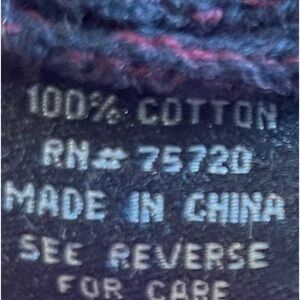 100% COTTON
RN# 75720
MADE IN CHINA
SEE REVERSE
FOR CARE